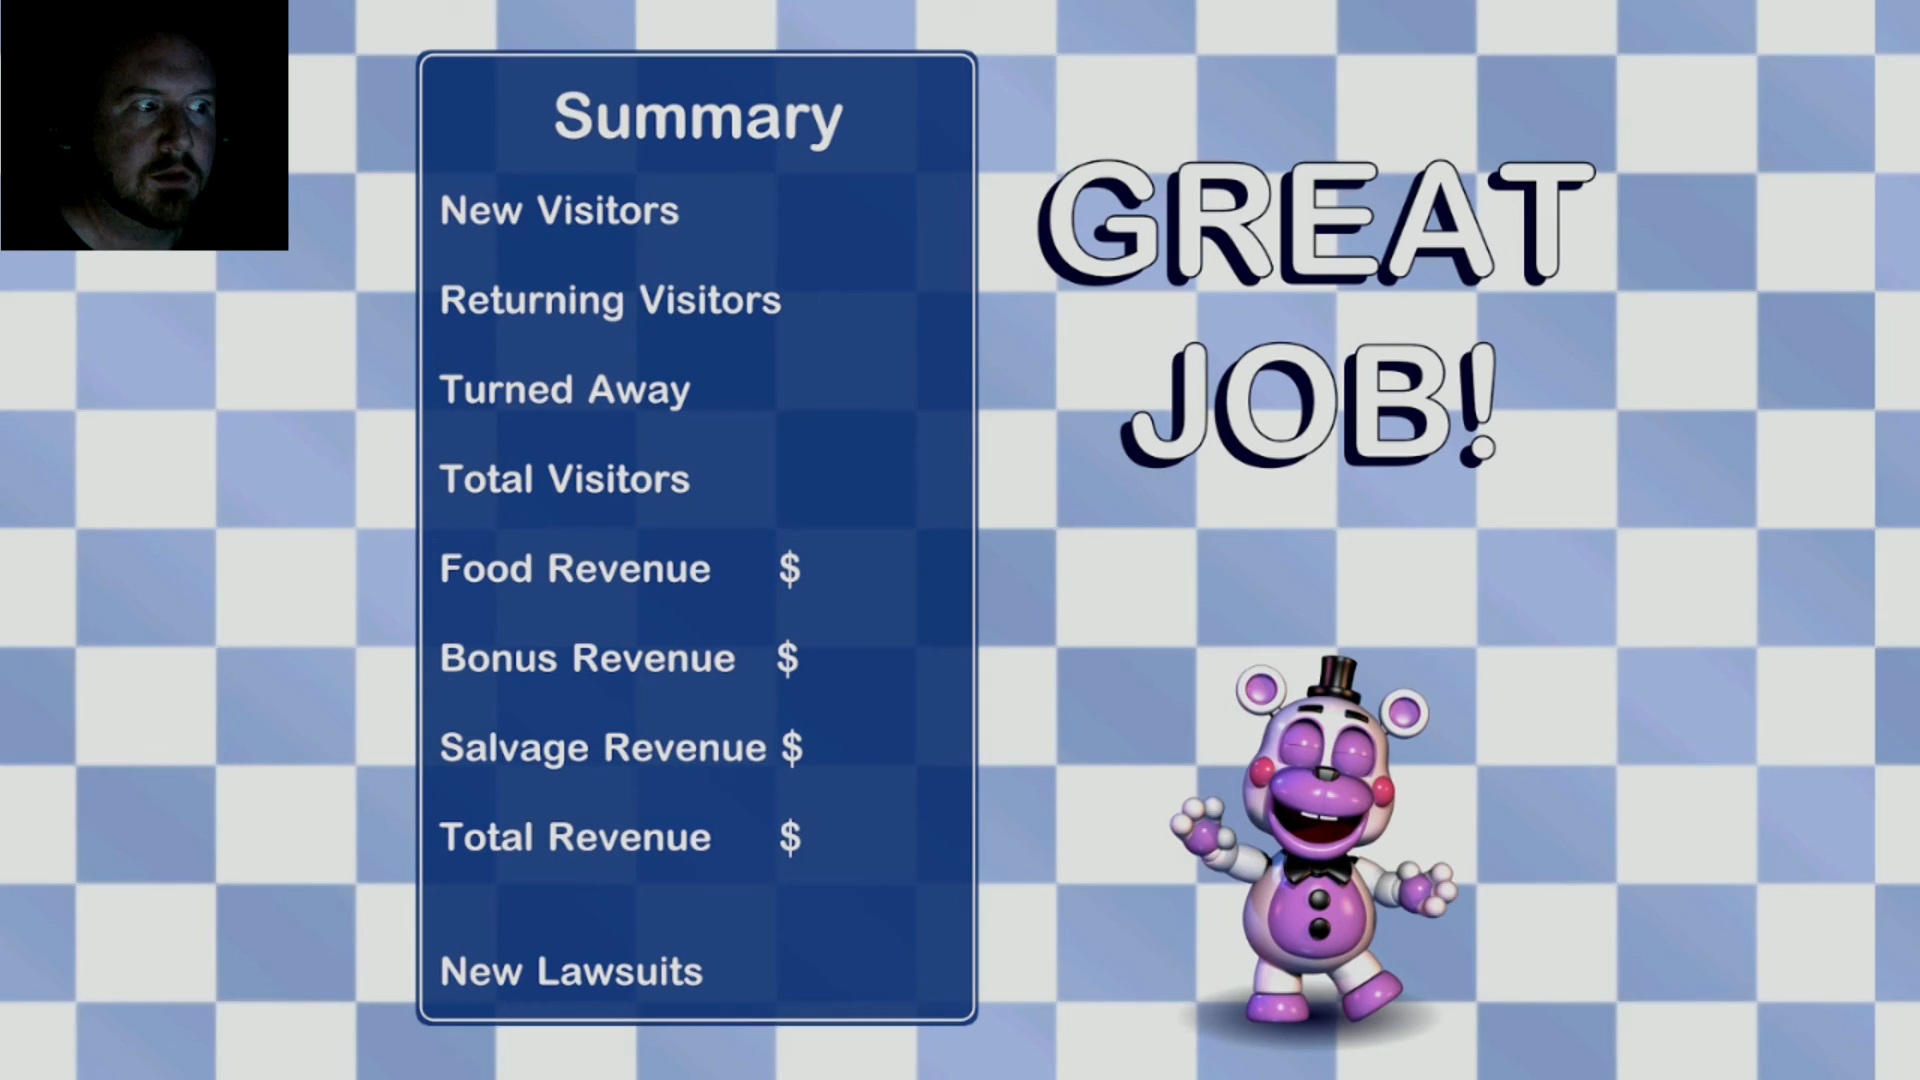 Summary
New Visitors
Returning Visitors
Turned Away
Total Visitors
Food Revenue $
Bonus Revenue $
Salvage Revenue $
Total Revenue $
New Lawsuits
GREAT
JOB!